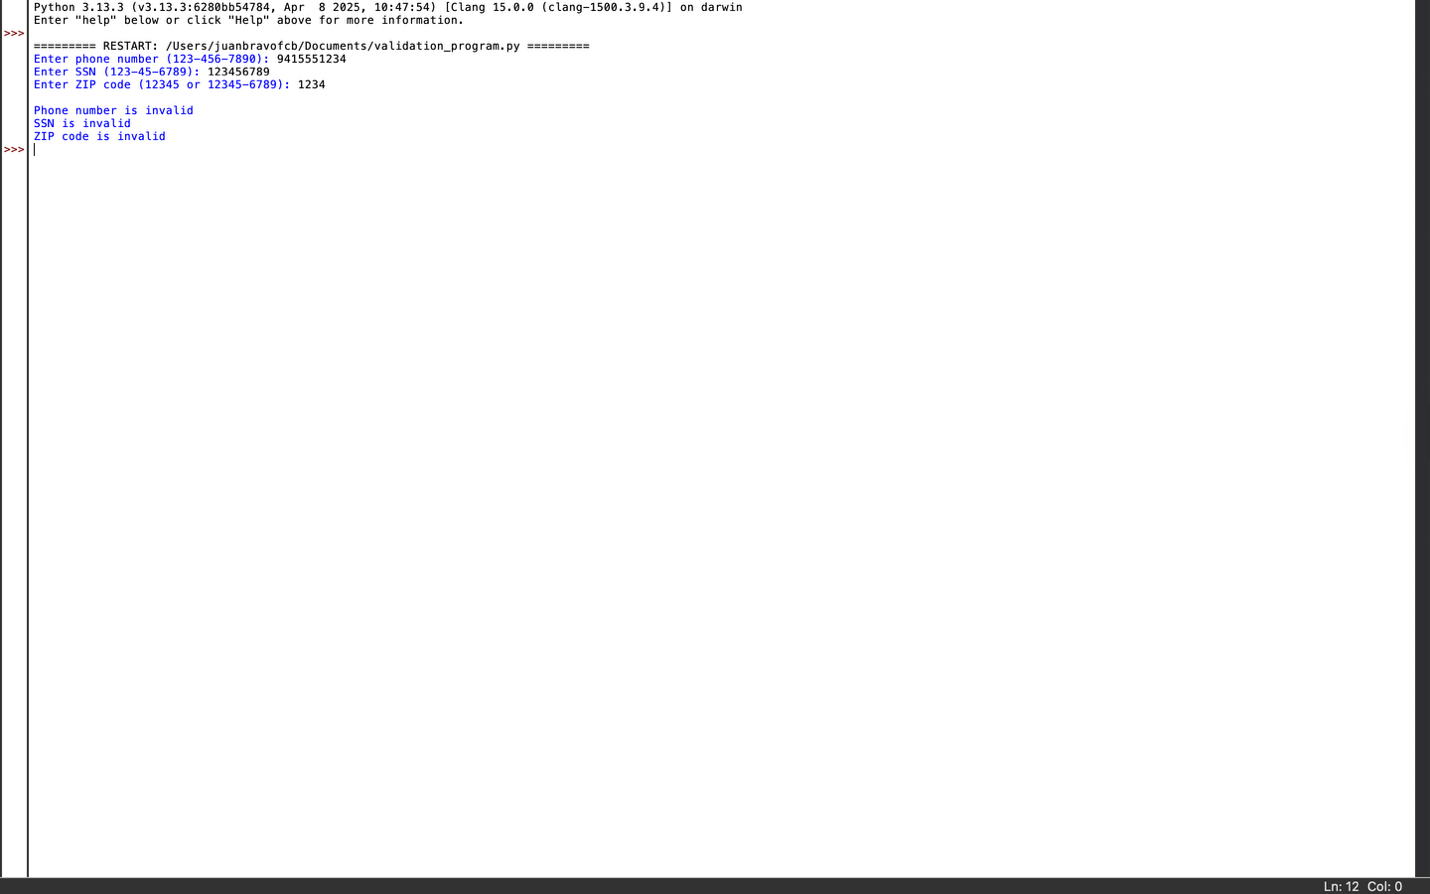 Python 3.13.3 (v3.13.3:6280bb54784, Apr  8 2025, 10:47:54) [Clang 15.0.0 (clang-1500.3.9.4)] on darwin
Enter "help" below or click "Help" above for more information.
>>>
========= RESTART: /Users/juanbravofcb/Documents/validation_program.py =========
Enter phone number (123-456-7890): 9415551234
Enter SSN (123-45-6789): 123456789
Enter ZIP code (12345 or 12345-6789): 1234
Phone number is invalid
SSN is invalid
ZIP code is invalid
>>>
Ln: 12 Col: 0